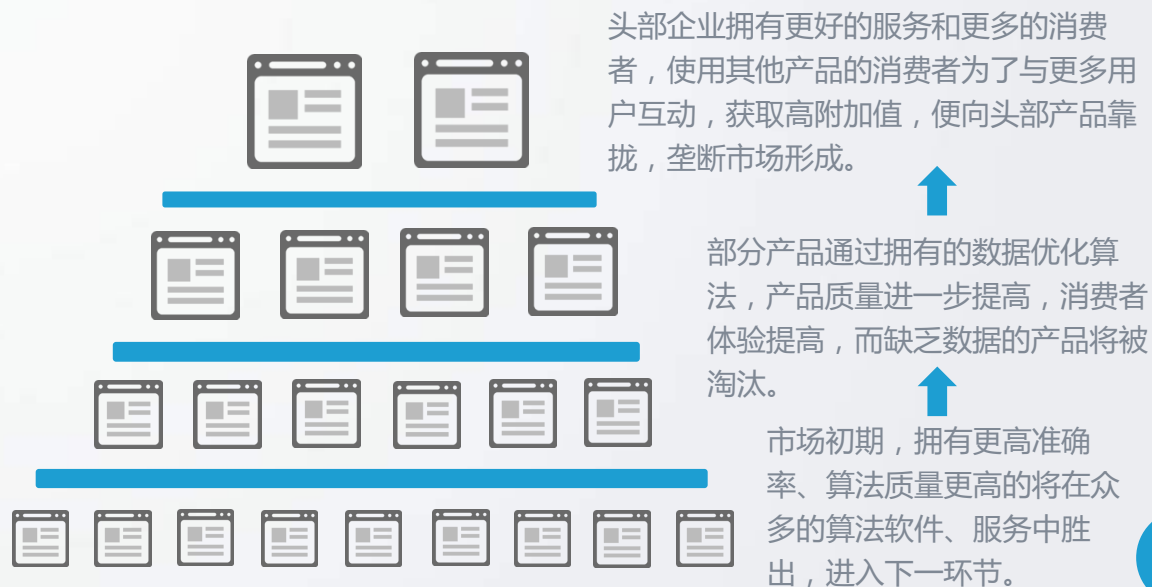 头部企业拥有更好的服务和更多的消费
者，使用其他产品的消费者为了与更多用
户互动，获取高附加值，便向头部产品靠
拢，垄断市场形成。
部分产品通过拥有的数据优化算
法，产品质量进一步提高，消费者
体验提高，而缺乏数据的产品将被
淘汰。
市场初期，拥有更高准确
率、算法质量更高的将在众
多的算法软件、服务中胜
出，进入下一环节。